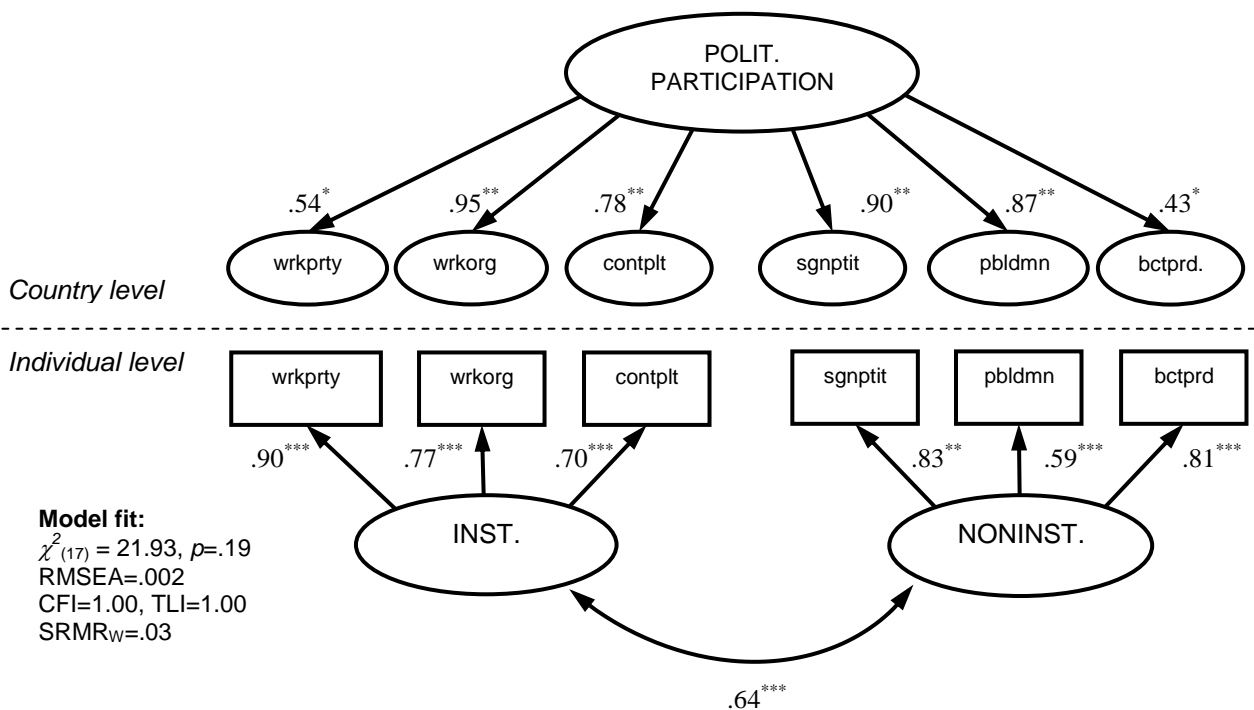 POLIT.
PARTICIPATION
.54* .95** .78** .90** .87** .43*
wrkprty wrkorg contplt sgnptit pbldmn bctprd.
Country level
Individual level
wrkprty wrkorg contplt sgnptit pbldmn bctprd
.90*** .77*** .70*** .83** .59*** .81***
INST. NONINST.
Model fit:
χ²(17) = 21.93, p=.19
RMSEA=.002
CFI=1.00, TLI=1.00
SRMRW=.03
.64***